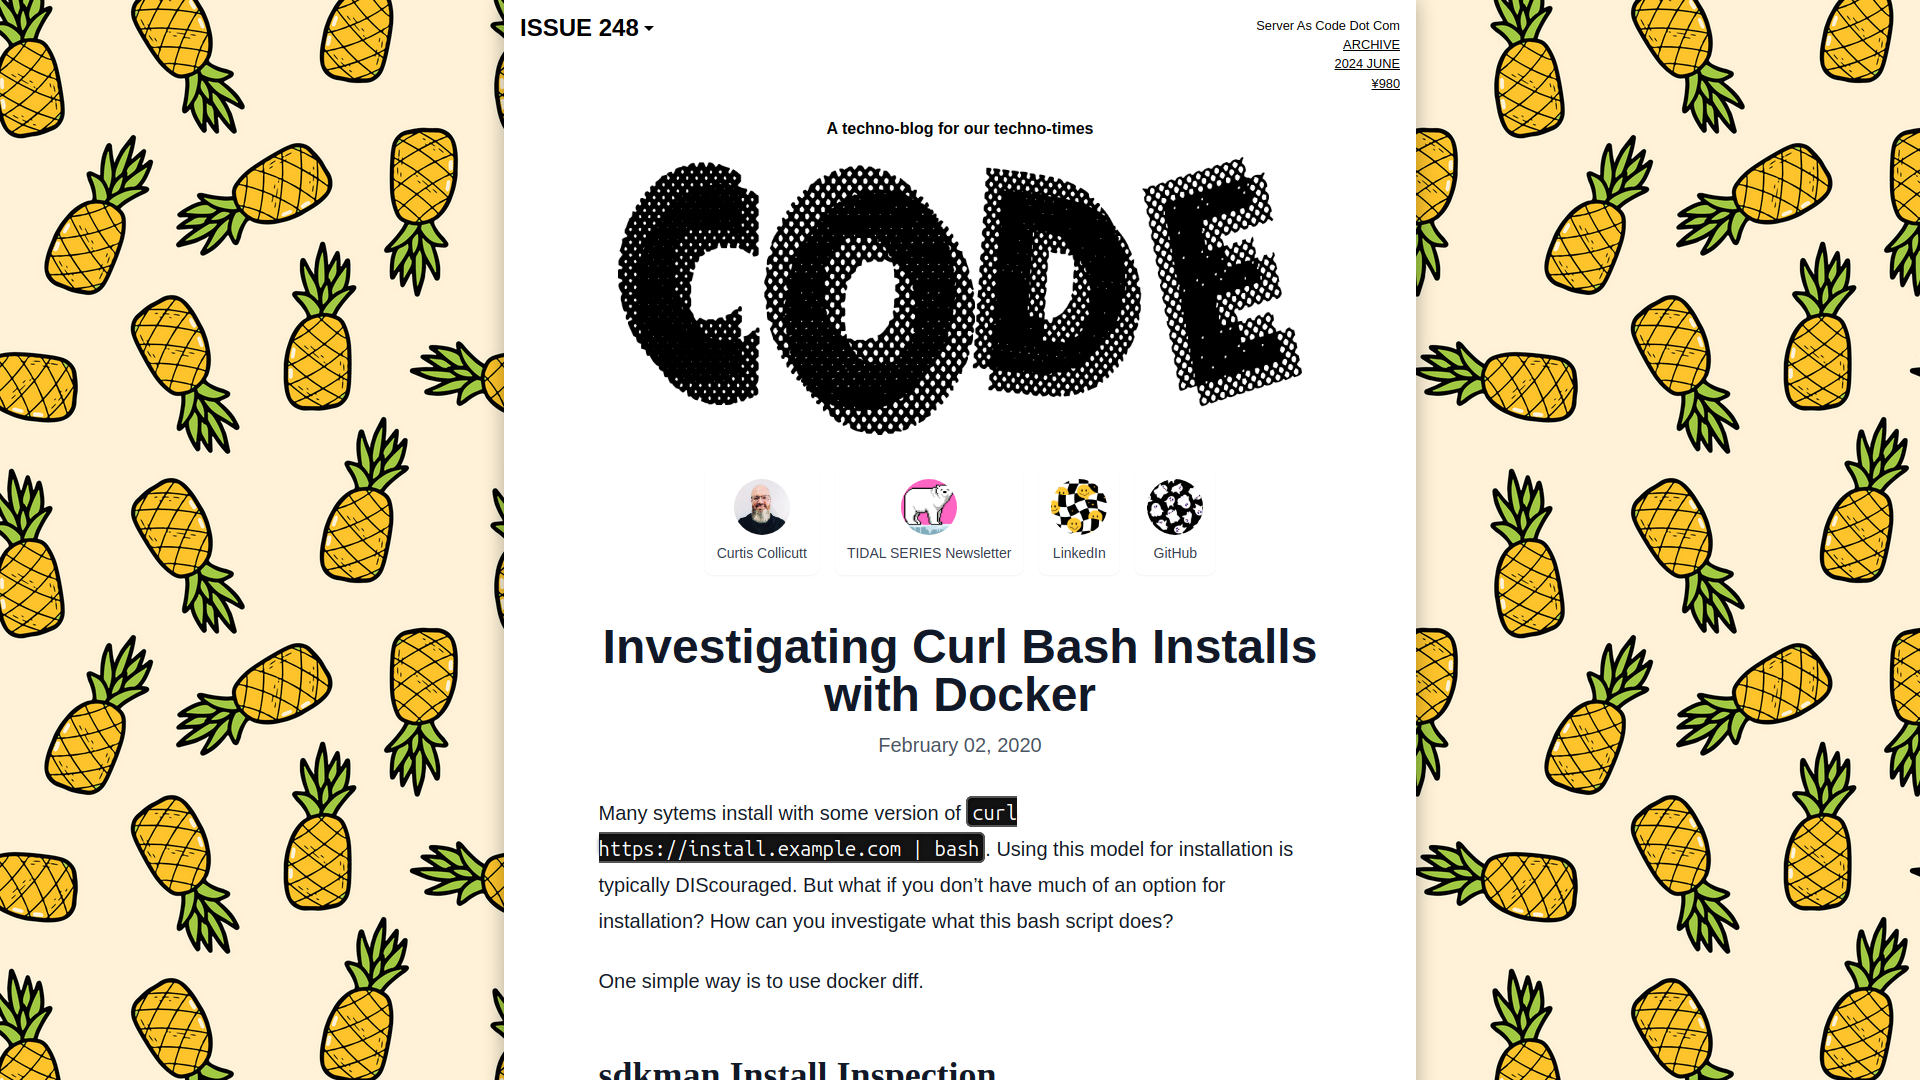 ISSUE 248
Server As Code Dot Com
ARCHIVE
2024 JUNE
¥980
A techno-blog for our techno-times
CODE
Curtis Collicutt
TIDAL SERIES Newsletter
LinkedIn
GitHub
Investigating Curl Bash Installs
with Docker
February 02, 2020
Many sytems install with some version of curl
https://install.example.com | bash. Using this model for installation is
typically DIScouraged. But what if you don’t have much of an option for
installation? How can you investigate what this bash script does?
One simple way is to use docker diff.
sdkman Install Inspection